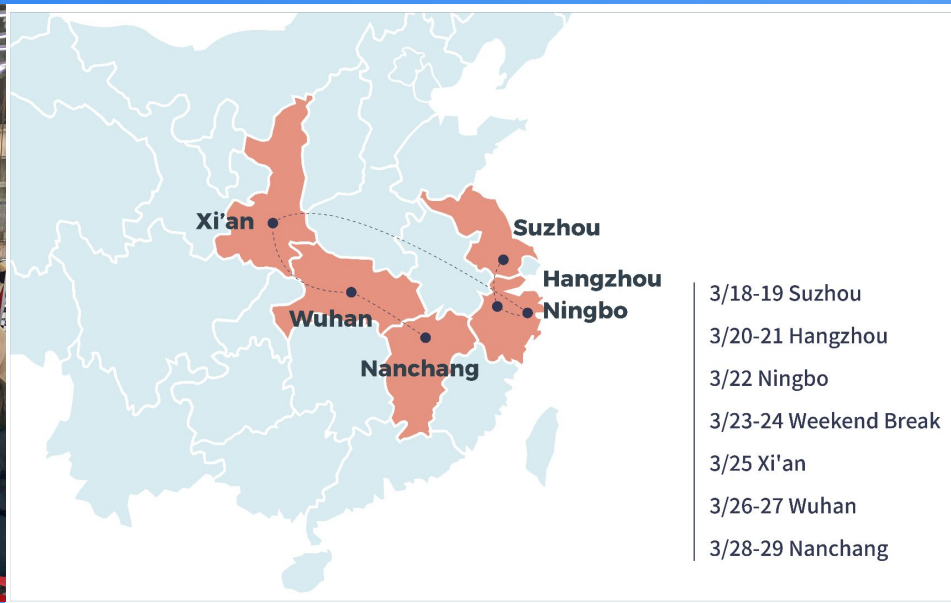 Xi'an
Suzhou
Hangzhou
Ningbo
Wuhan
Nanchang
3/18-19 Suzhou
3/20-21 Hangzhou
3/22 Ningbo
3/23-24 Weekend Break
3/25 Xi'an
3/26-27 Wuhan
3/28-29 Nanchang